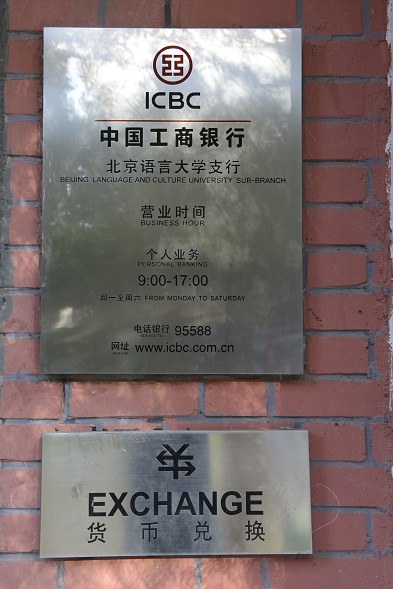 ICBC
中国工商银行
北京语言大学支行
BEIJING LANGUAGE AND CULTURE UNIVERSITY SUB-BRANCH
营业时间
BUSINESS HOUR
个人业务
PERSONAL BANKING
9:00-17:00
周一至周六 FROM MONDAY TO SATURDAY
电话银行 95588
SERVICE TEL
网址 www.icbc.com.cn
WEBSITE
EXCHANGE
货币兑换